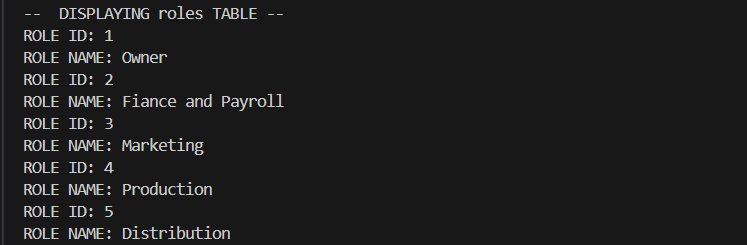 --  DISPLAYING roles TABLE --
ROLE ID: 1
ROLE NAME: Owner
ROLE ID: 2
ROLE NAME: Fiance and Payroll
ROLE ID: 3
ROLE NAME: Marketing
ROLE ID: 4
ROLE NAME: Production
ROLE ID: 5
ROLE NAME: Distribution